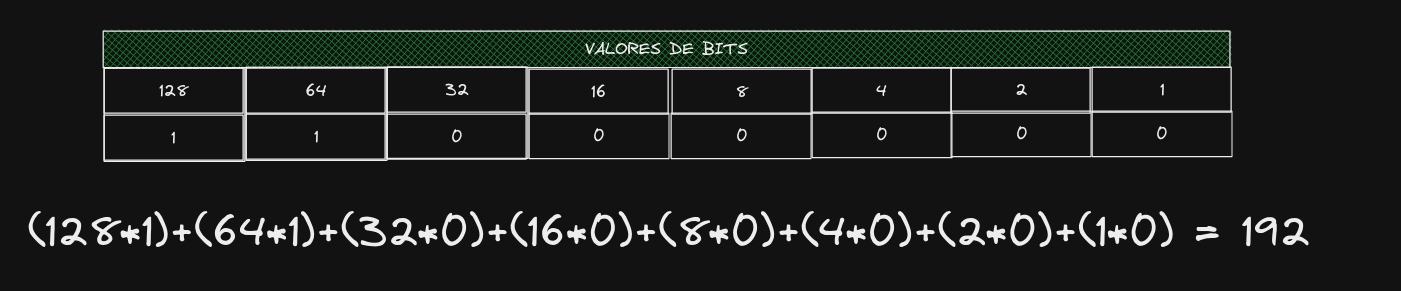 VALORES DE BITS
128 64 32 16 8 4 2 1
1 1 0 0 0 0 0 0
(128*1)+(64*1)+(32*0)+(16*0)+(8*0)+(4*0)+(2*0)+(1*0) = 192